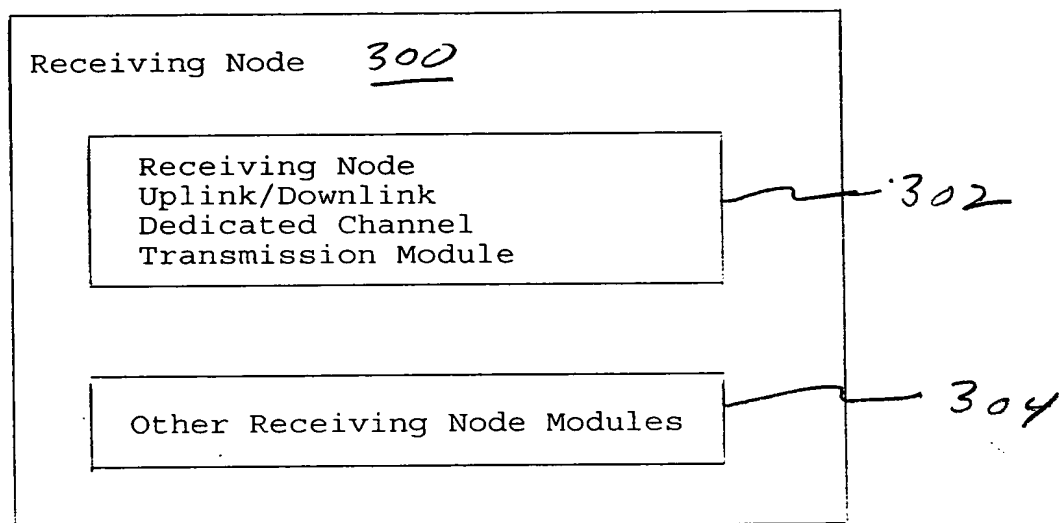 Receiving Node 300
Receiving Node
Uplink/Downlink
Dedicated Channel
Transmission Module
302
Other Receiving Node Modules
304